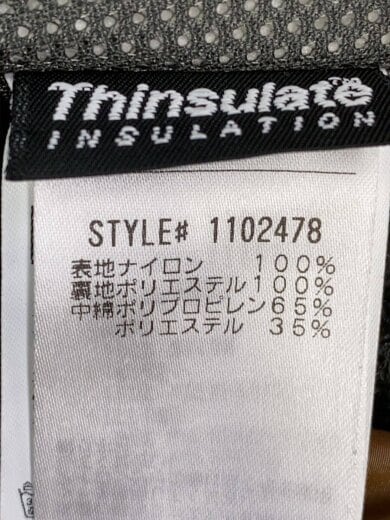 Thinsulate™
INSULATION
STYLE# 1102478
表地ナイロン 100%
裏地ポリエステル100%
中綿ポリプロピレン65%
ポリエステル 35%